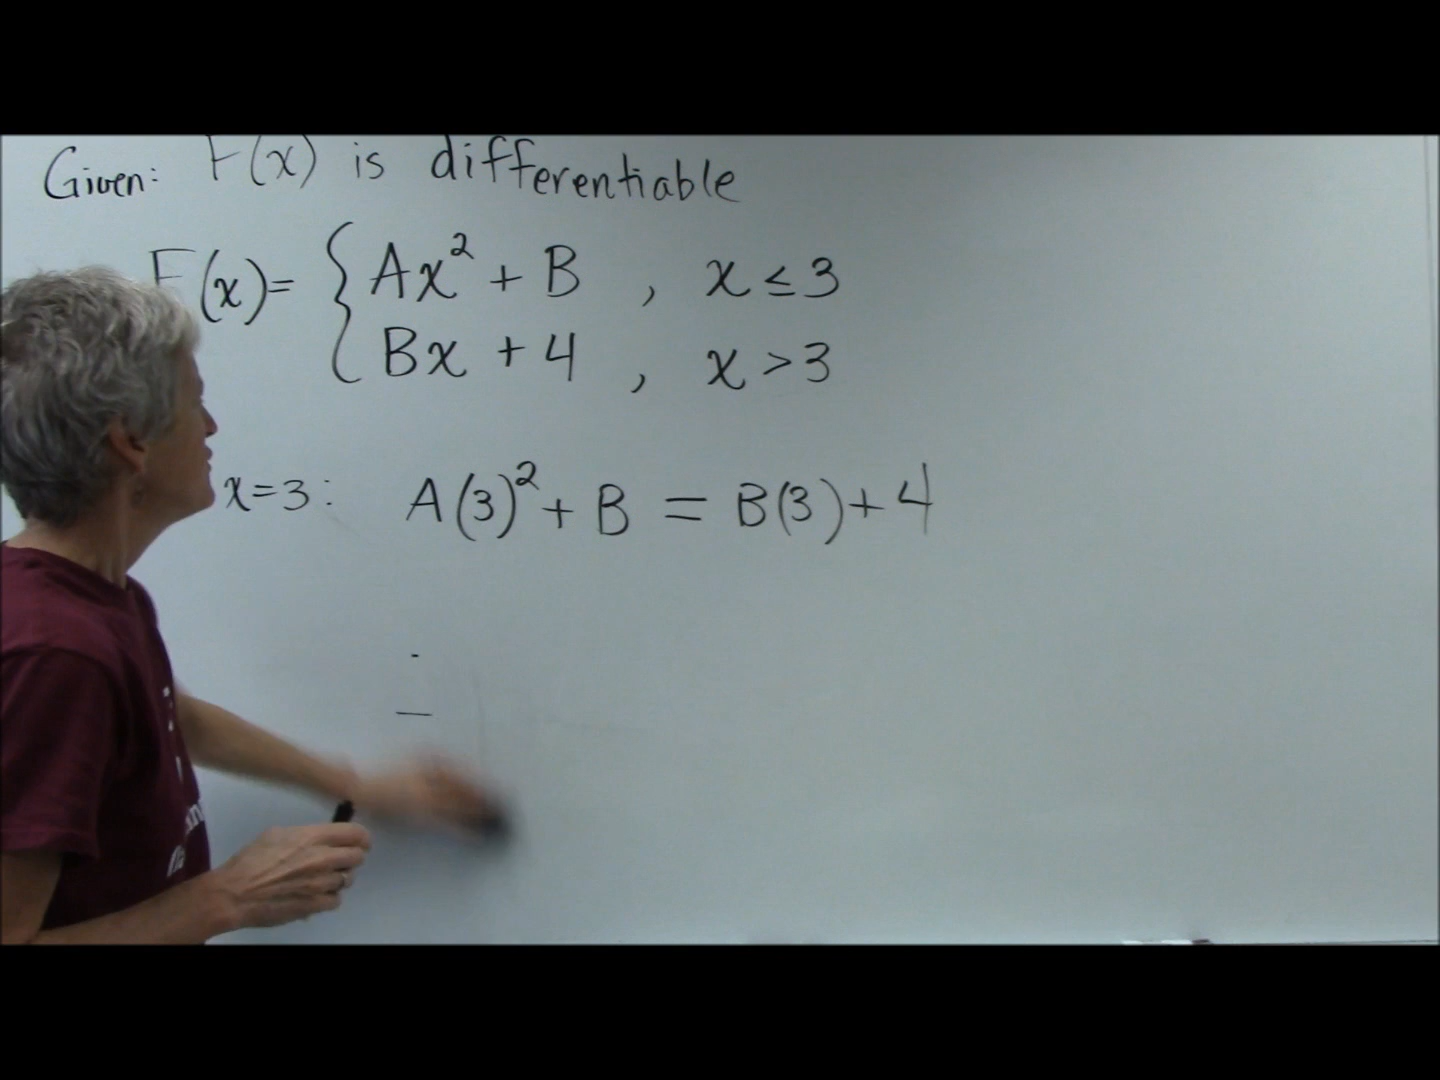 Given: F(x) is differentiable
F(x)= { Ax² + B , x ≤ 3
Bx + 4 , x > 3
x=3: A(3)² + B = B(3) + 4